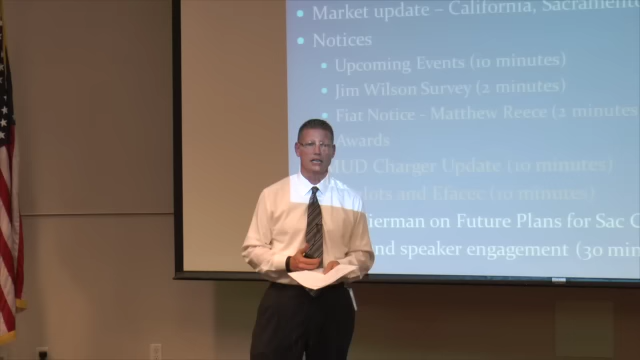 Market update – California, Sacramento
Notices
Upcoming Events (10 minutes)
Jim Wilson Survey (2 minutes)
Fiat Notice - Matthew Reece (2 minutes
Awards
MUD Charger Update (10 minutes)
and Efacec (10 minutes)
on Future Plans for Sac
speaker engagement (30 min